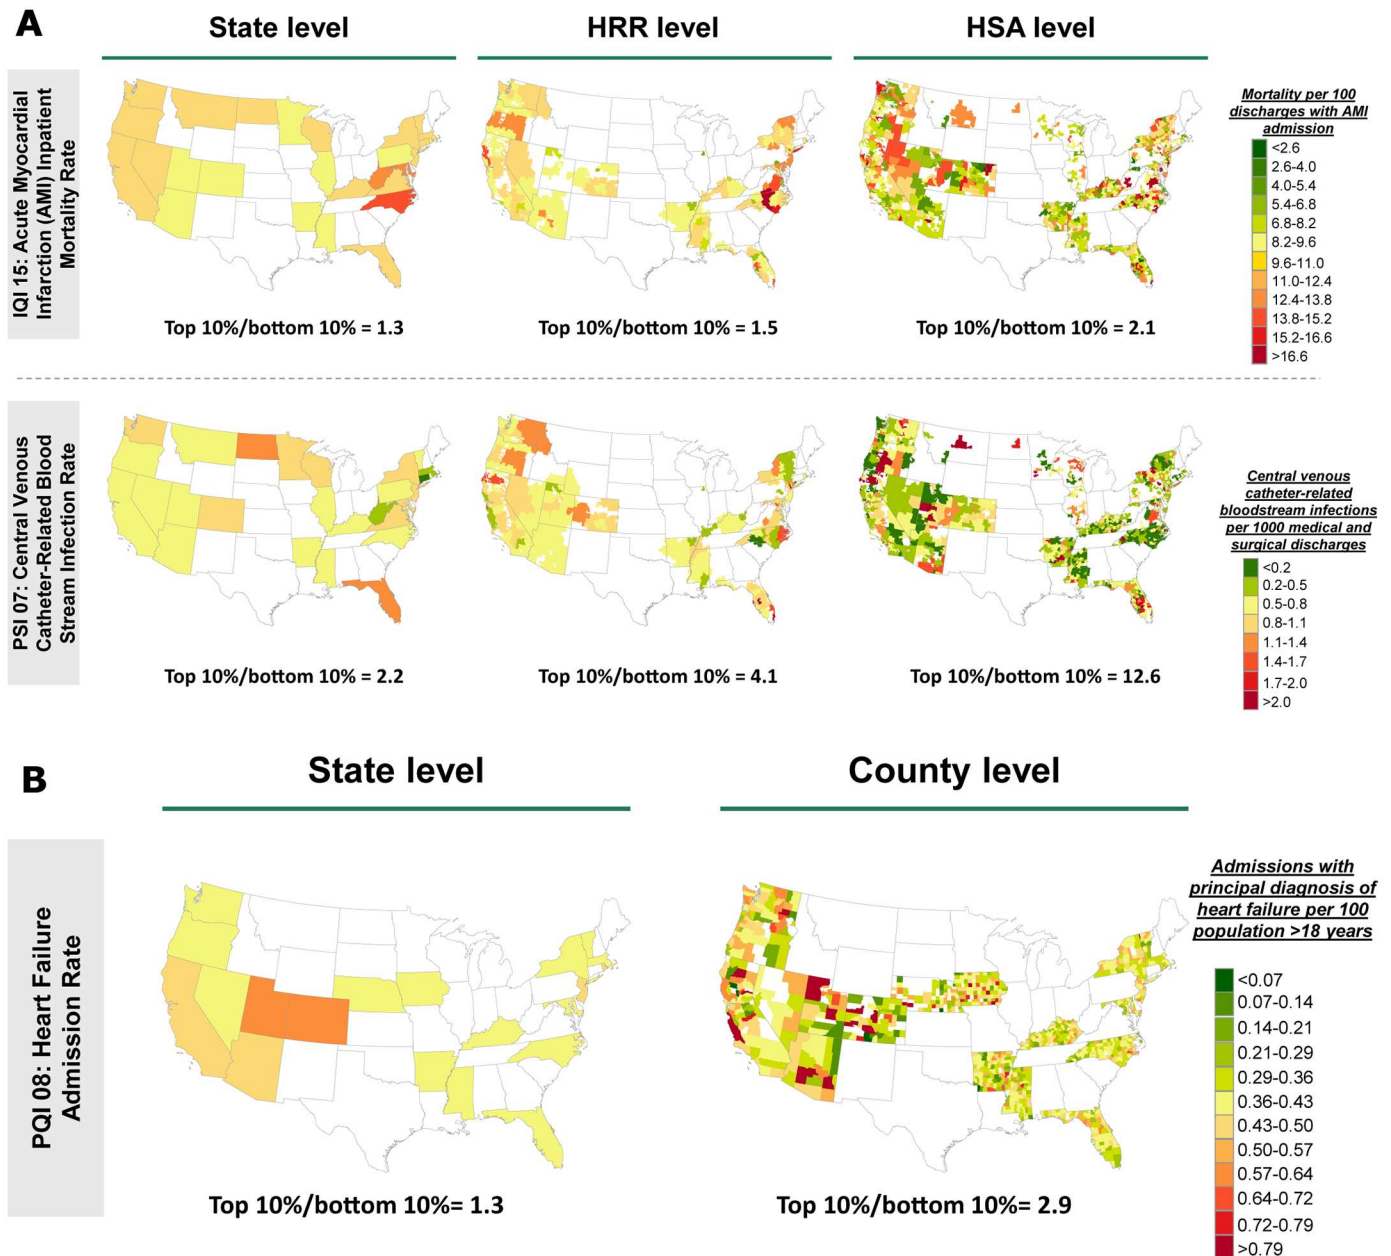 A
State level
HRR level
HSA level
IQI 15: Acute Myocardial
Infarction (AMI) Inpatient
Mortality Rate
Mortality per 100
discharges with AMI
admission
<2.6
2.6-4.0
4.0-5.4
5.4-6.8
6.8-8.2
8.2-9.6
9.6-11.0
11.0-12.4
12.4-13.8
13.8-15.2
15.2-16.6
>16.6
Top 10%/bottom 10% = 1.3
Top 10%/bottom 10% = 1.5
Top 10%/bottom 10% = 2.1
PSI 07: Central Venous
Catheter-Related Blood
Stream Infection Rate
Central venous
catheter-related
bloodstream infections
per 1000 medical and
surgical discharges
<0.2
0.2-0.5
0.5-0.8
0.8-1.1
1.1-1.4
1.4-1.7
1.7-2.0
>2.0
Top 10%/bottom 10% = 2.2
Top 10%/bottom 10% = 4.1
Top 10%/bottom 10% = 12.6
B
State level
County level
PQI 08: Heart Failure
Admission Rate
Admissions with
principal diagnosis of
heart failure per 100
population >18 years
<0.07
0.07-0.14
0.14-0.21
0.21-0.29
0.29-0.36
0.36-0.43
0.43-0.50
0.50-0.57
0.57-0.64
0.64-0.72
0.72-0.79
>0.79
Top 10%/bottom 10%= 1.3
Top 10%/bottom 10%= 2.9